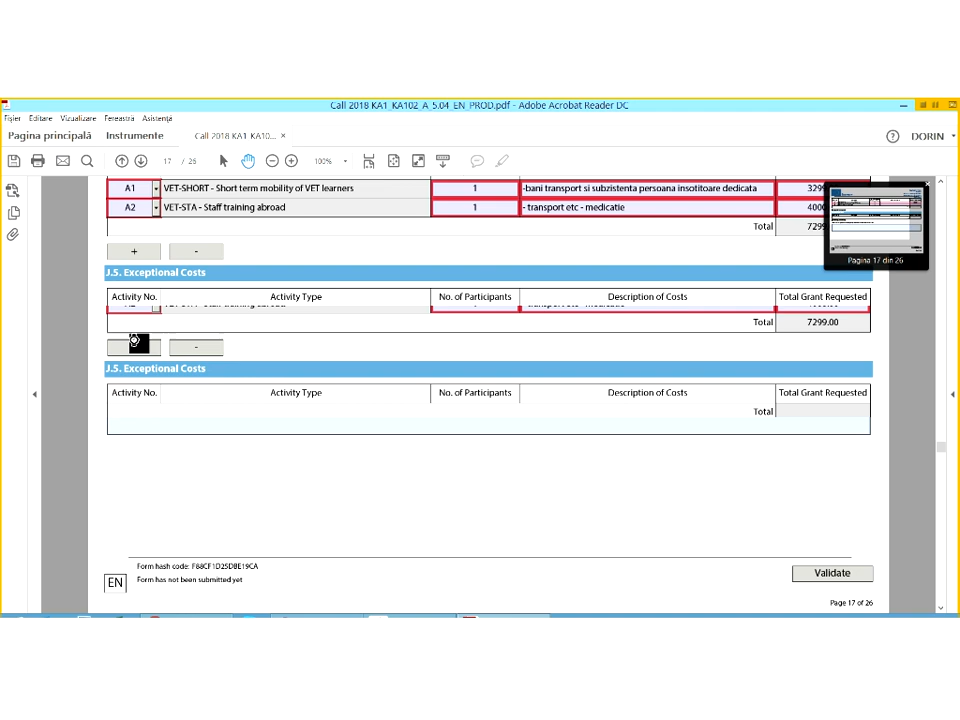 Call 2018 KA1_KA102_A_5.04_EN_PROD.pdf - Adobe Acrobat Reader DC
Fișier Editare Vizualizare Fereastră Asistență
Pagina principală Instrumente Call 2018 KA1_KA10... ×
DORIN
17 / 26 100%
A1 VET-SHORT - Short term mobility of VET learners 1 -bani transport si subzistenta persoana insotitoare dedicata 329
A2 VET-STA - Staff training abroad 1 - transport etc - medicatie 400
Total 7299
Pagina 17 din 26
+ -
J.5. Exceptional Costs
Activity No. Activity Type No. of Participants Description of Costs Total Grant Requested
Total 7299.00
-
J.5. Exceptional Costs
Activity No. Activity Type No. of Participants Description of Costs Total Grant Requested
Total
Form hash code: F88CF1D25DBE19CA
EN Form has not been submitted yet
Validate
Page 17 of 26